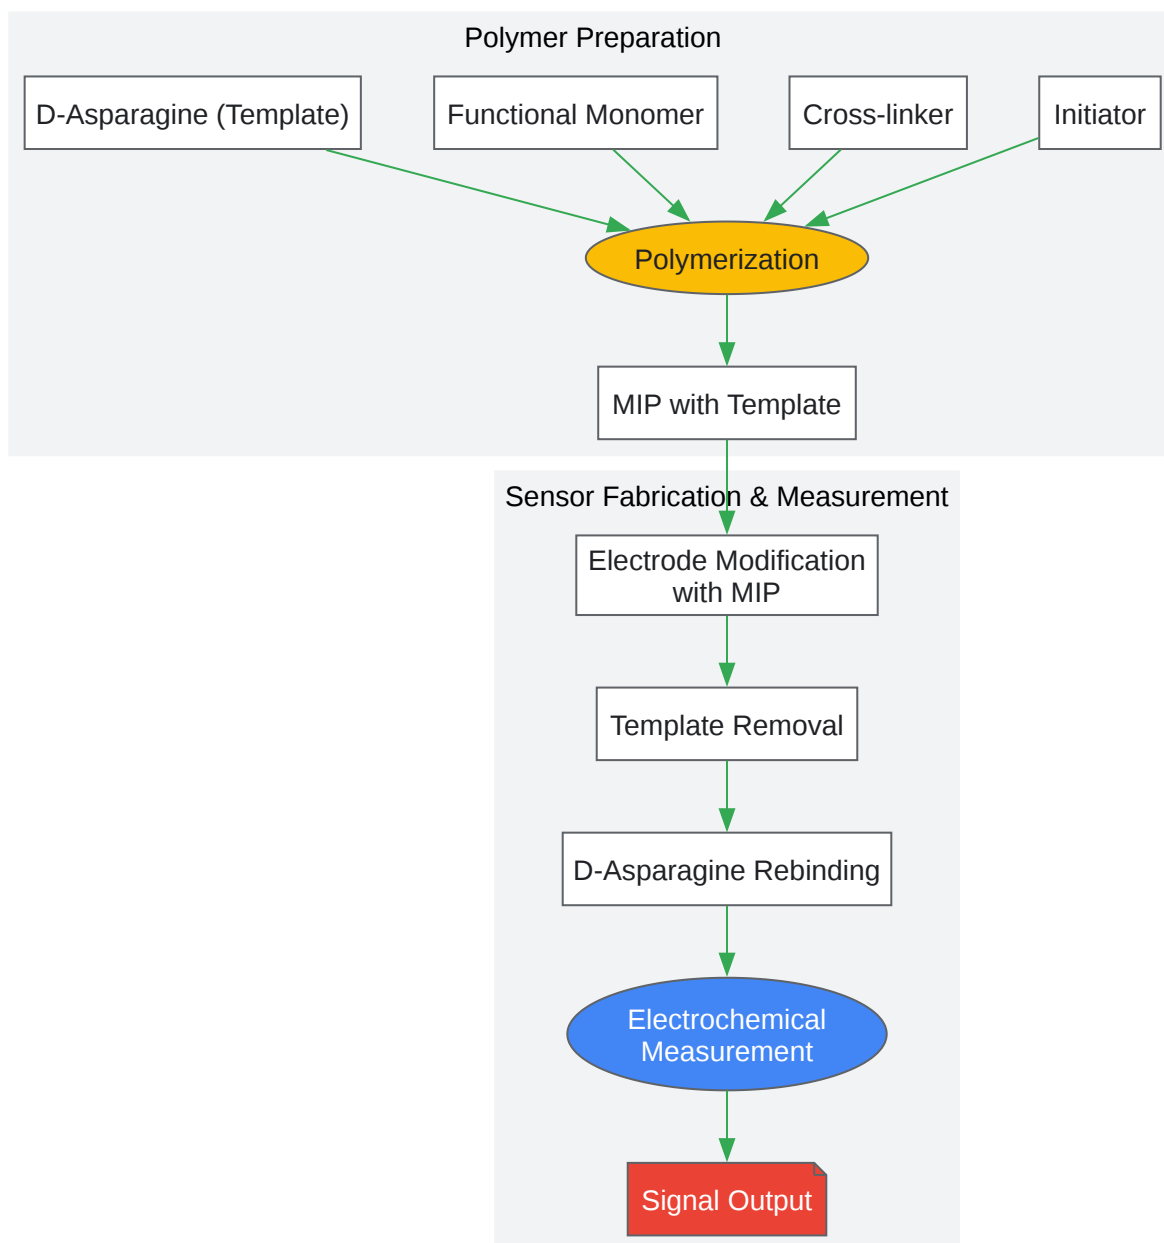 Polymer Preparation
D-Asparagine (Template)
Functional Monomer
Cross-linker
Initiator
Polymerization
MIP with Template
Sensor Fabrication & Measurement
Electrode Modification
with MIP
Template Removal
D-Asparagine Rebinding
Electrochemical
Measurement
Signal Output